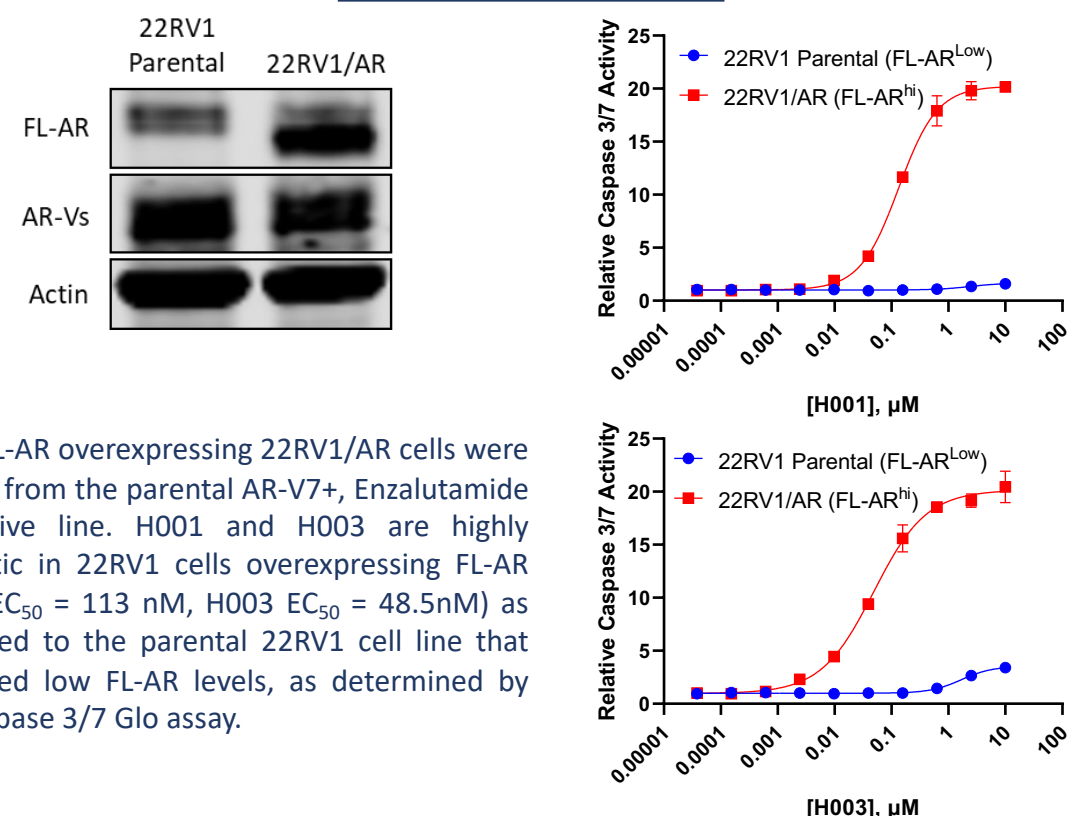 22RV1
Parental
22RV1/AR
FL-AR
AR-Vs
Actin
25
20
15
10
5
0
Relative Caspase 3/7 Activity
22RV1 Parental (FL-ARLow)
22RV1/AR (FL-ARhi)
0.00001
0.0001
0.001
0.01
0.1
1
10
100
[H001], µM
L-AR overexpressing 22RV1/AR cells were
from the parental AR-V7+, Enzalutamide
ive line. H001 and H003 are highly
tic in 22RV1 cells overexpressing FL-AR
EC50 = 113 nM, H003 EC50 = 48.5nM) as
ed to the parental 22RV1 cell line that
ed low FL-AR levels, as determined by
pase 3/7 Glo assay.
25
20
15
10
5
0
Relative Caspase 3/7 Activity
22RV1 Parental (FL-ARLow)
22RV1/AR (FL-ARhi)
0.00001
0.0001
0.001
0.01
0.1
1
10
100
[H003], µM